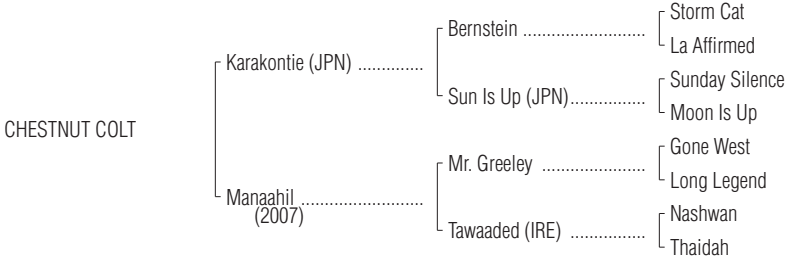 Storm Cat
Bernstein ..........................
La Affirmed
Karakontie (JPN) ..............
Sunday Silence
Sun Is Up (JPN)................
Moon Is Up
CHESTNUT COLT
Gone West
Mr. Greeley ......................
Long Legend
Manaahil ..........................
(2007)
Nashwan
Tawaaded (IRE) ................
Thaidah